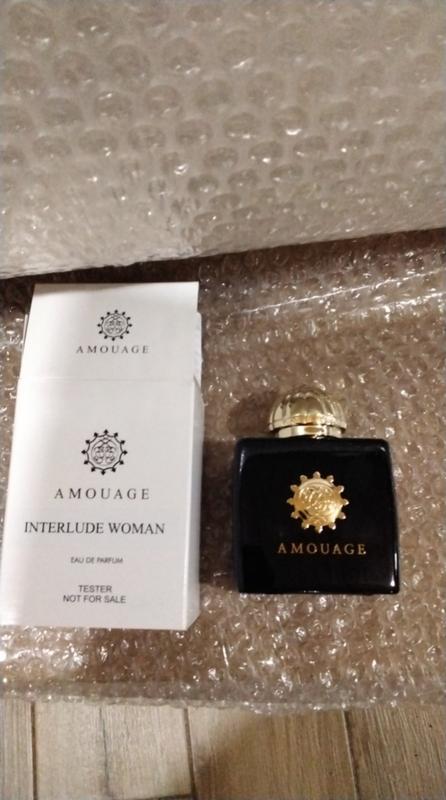 AMOUAGE
AMOUAGE
INTERLUDE WOMAN
EAU DE PARFUM
TESTER
NOT FOR SALE
AMOUAGE